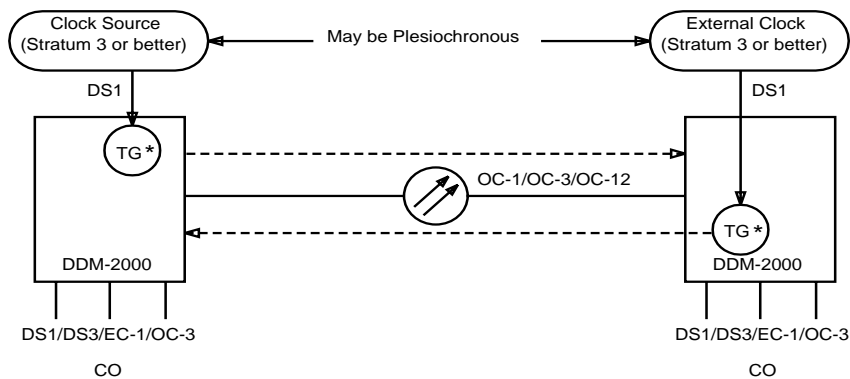 Clock Source
(Stratum 3 or better)
May be Plesiochronous
External Clock
(Stratum 3 or better)
DS1
DS1
TG*
OC-1/OC-3/OC-12
TG*
DDM-2000
DDM-2000
DS1/DS3/EC-1/OC-3
DS1/DS3/EC-1/OC-3
CO
CO